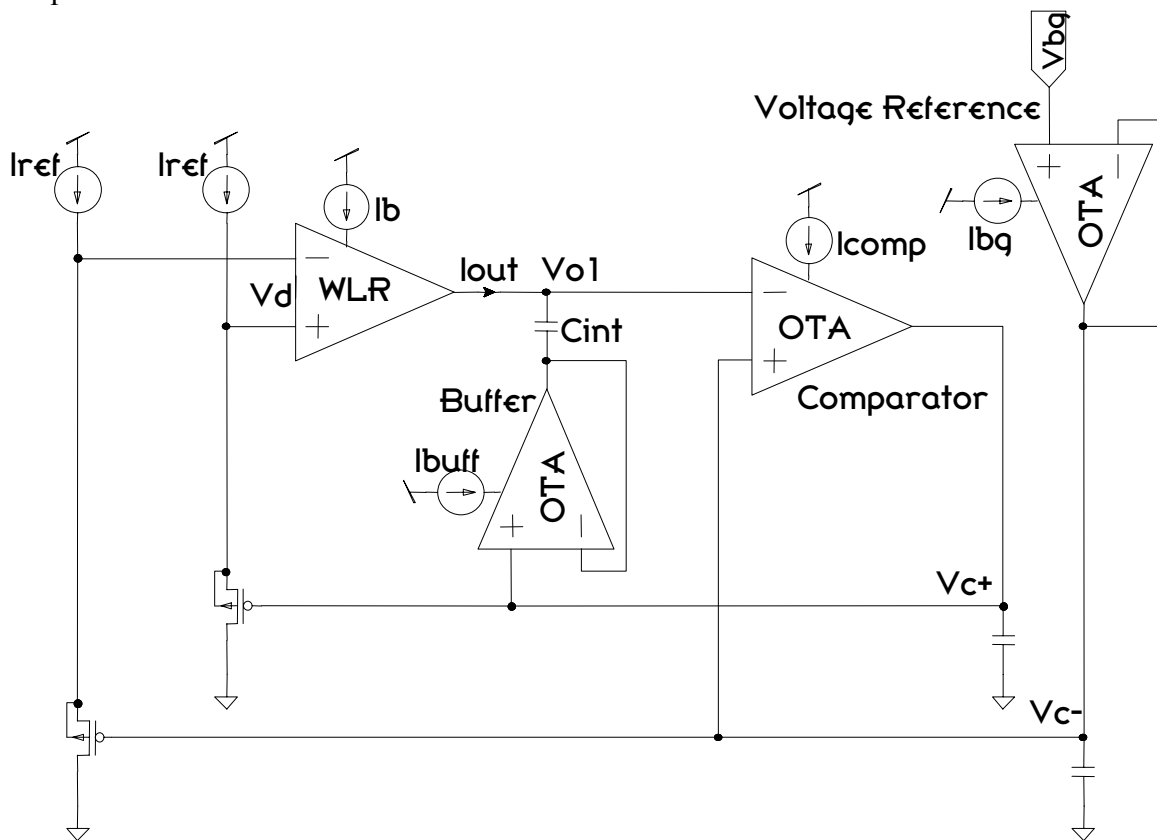 Vbg
Voltage Reference
Iref
Iref
Ib
Ibg
OTA
Icomp
Iout
Vo1
Vd
WLR
OTA
Cint
Comparator
Buffer
Ibuff
OTA
Vc+
Vc-